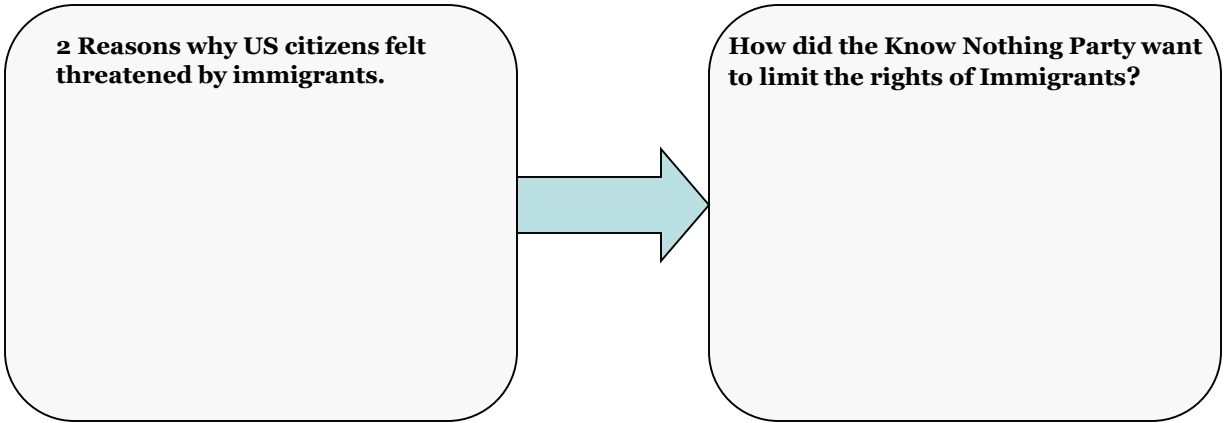 2 Reasons why US citizens felt
threatened by immigrants.
How did the Know Nothing Party want
to limit the rights of Immigrants?